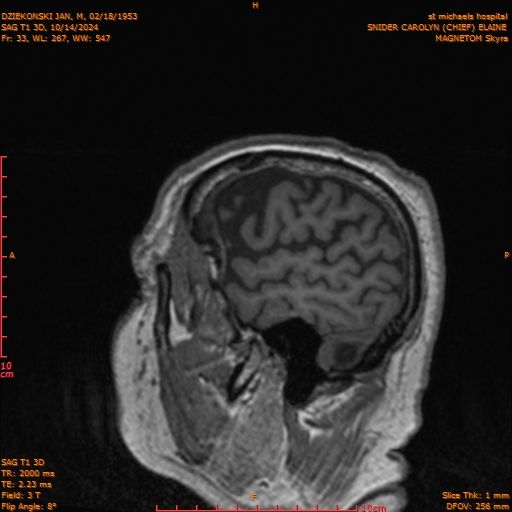 H
DZIEKONSKI JAN, M, 02/18/1953
SAG T1 3D, 10/14/2024
Fr: 33, WL: 267, WW: 547
st michaels hospital
SNIDER CAROLYN (CHIEF) ELAINE
MAGNETOM Skyra
A
P
10
cm
SAG T1 3D
TR: 2000 ms
TE: 2.23 ms
Field: 3 T
Flip Angle: 8°
F
10cm
Slice Thk: 1 mm
DFOV: 256 mm